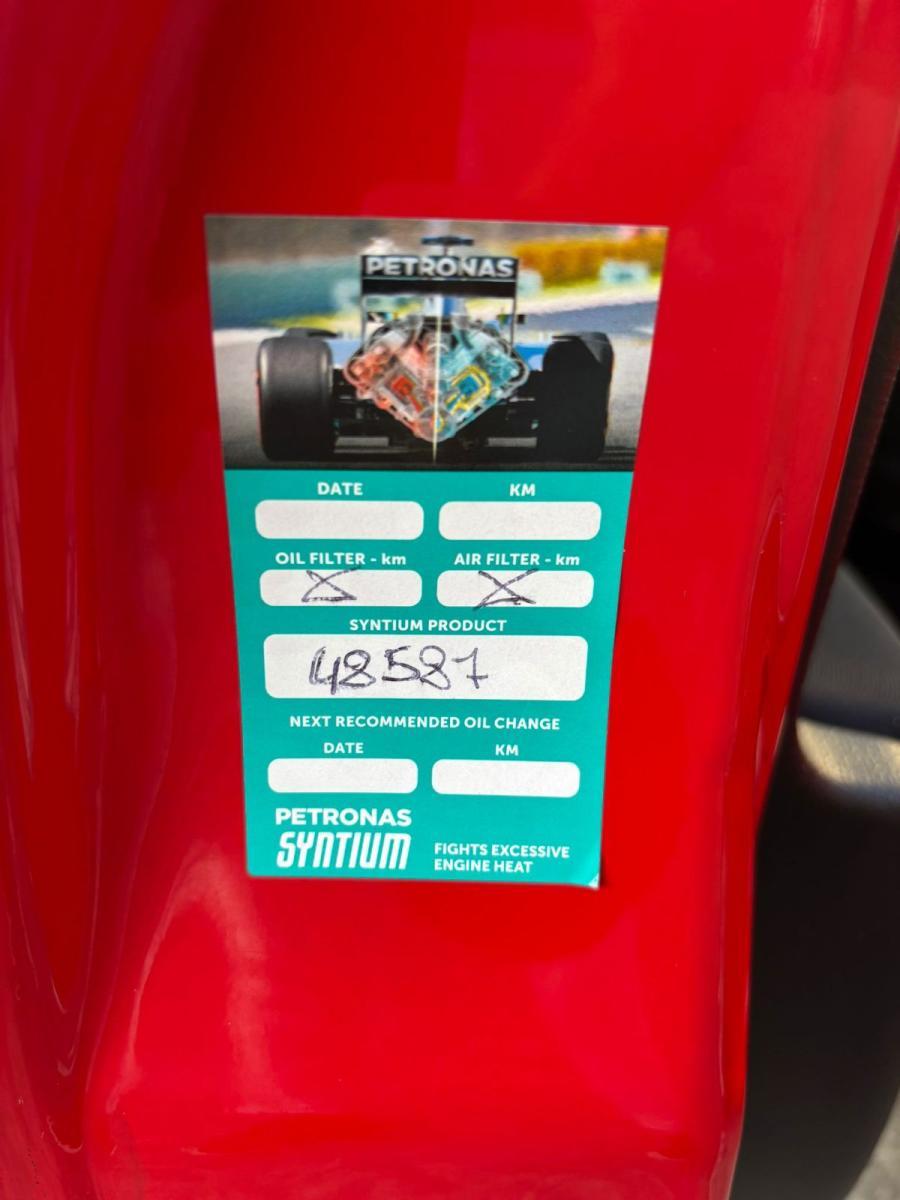 PETRONAS
DATE KM
OIL FILTER - km AIR FILTER - km
X X
SYNTIUM PRODUCT
48587
NEXT RECOMMENDED OIL CHANGE
DATE KM
PETRONAS
SYNTIUM
FIGHTS EXCESSIVE
ENGINE HEAT